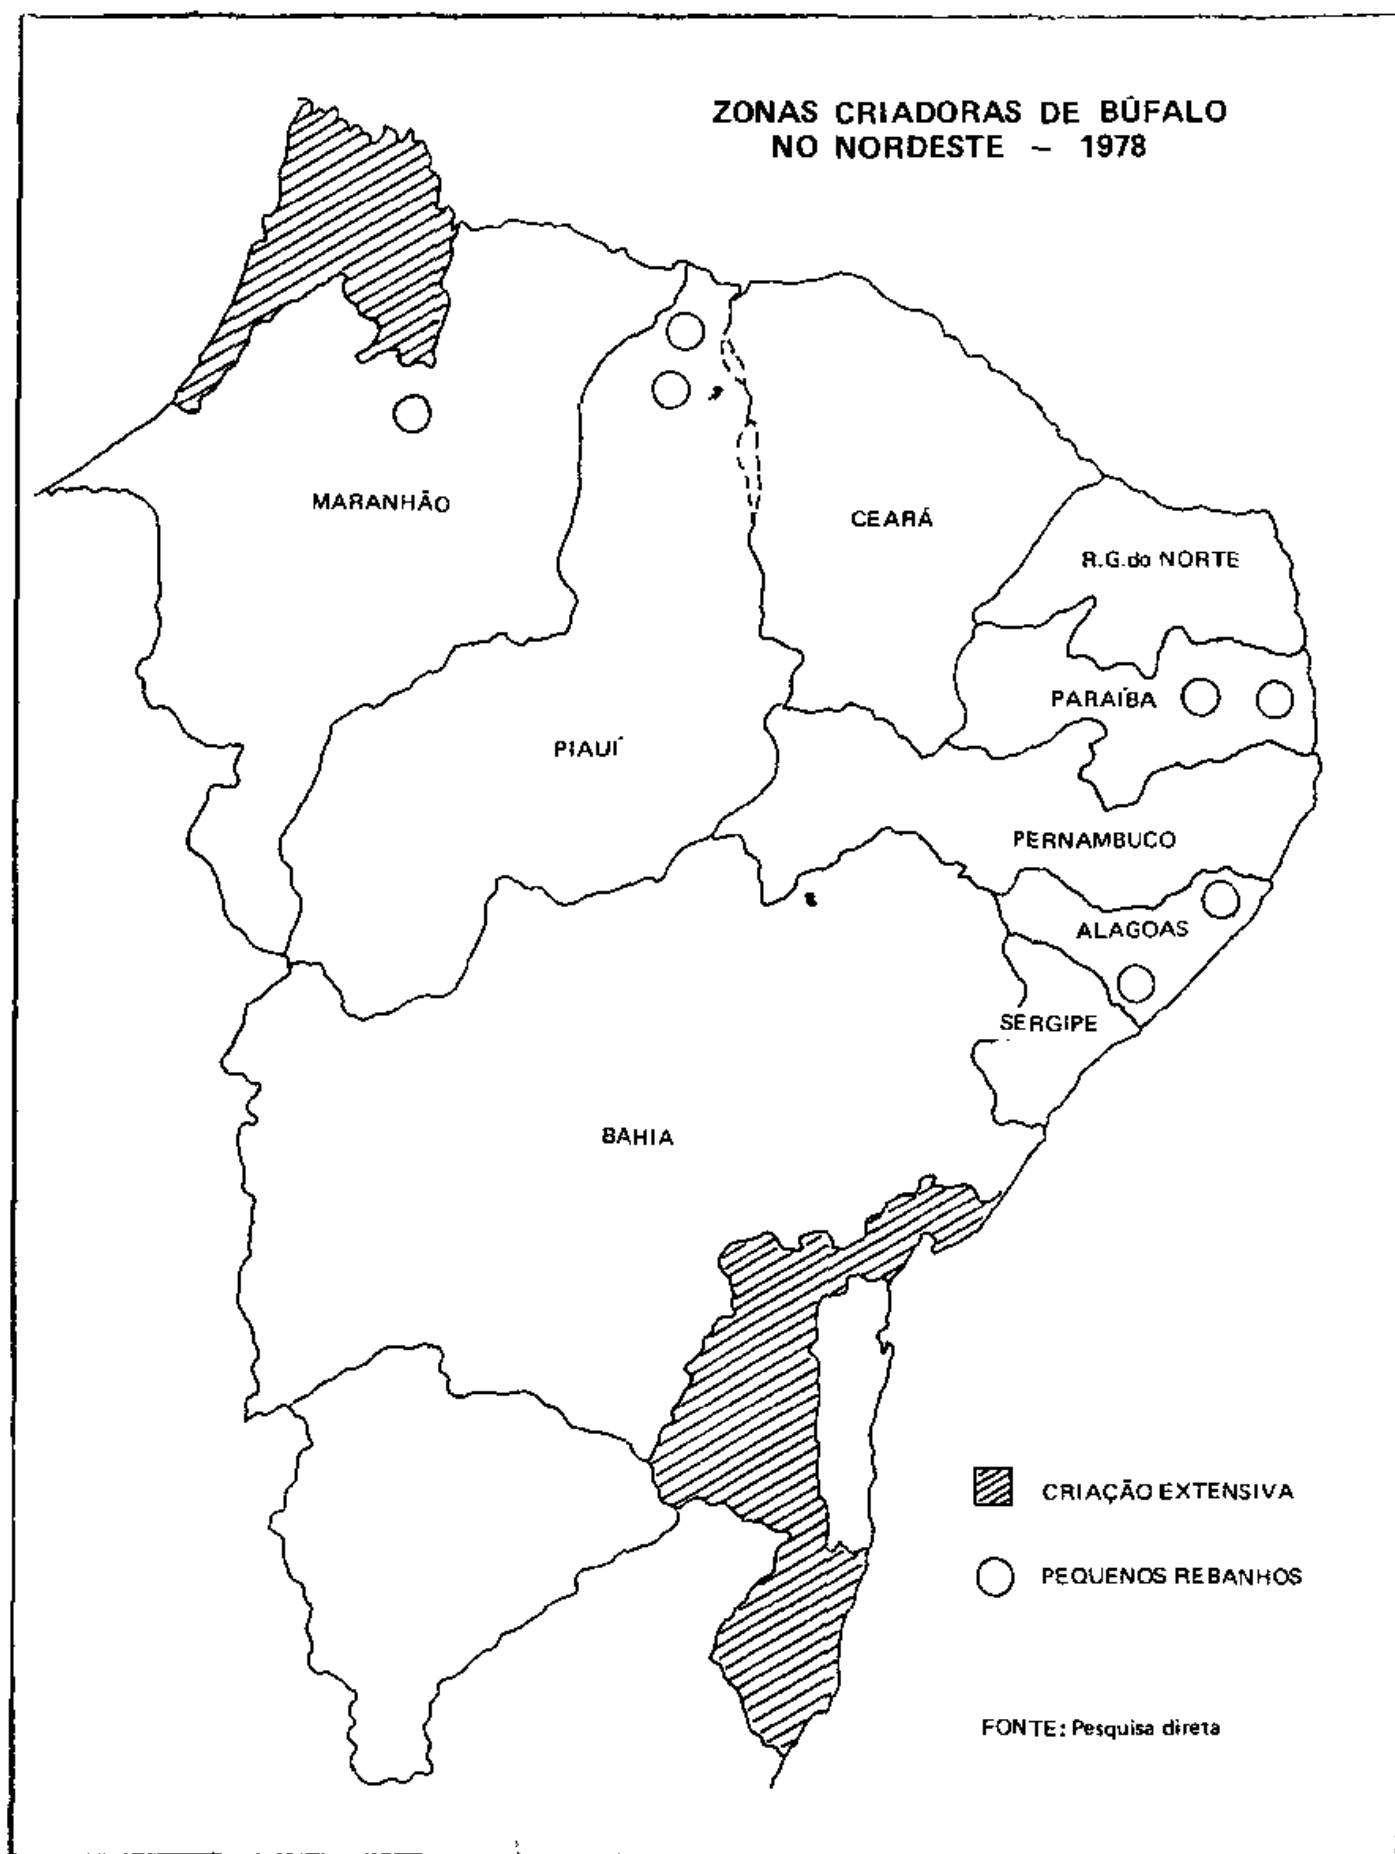 ZONAS CRIADORAS DE BÚFALO
NO NORDESTE – 1978
MARANHÃO
CEARÁ
R.G.do NORTE
PARAÍBA
PIAUÍ
PERNAMBUCO
ALAGOAS
SERGIPE
BAHIA
CRIAÇÃO EXTENSIVA
PEQUENOS REBANHOS
FONTE: Pesquisa direta